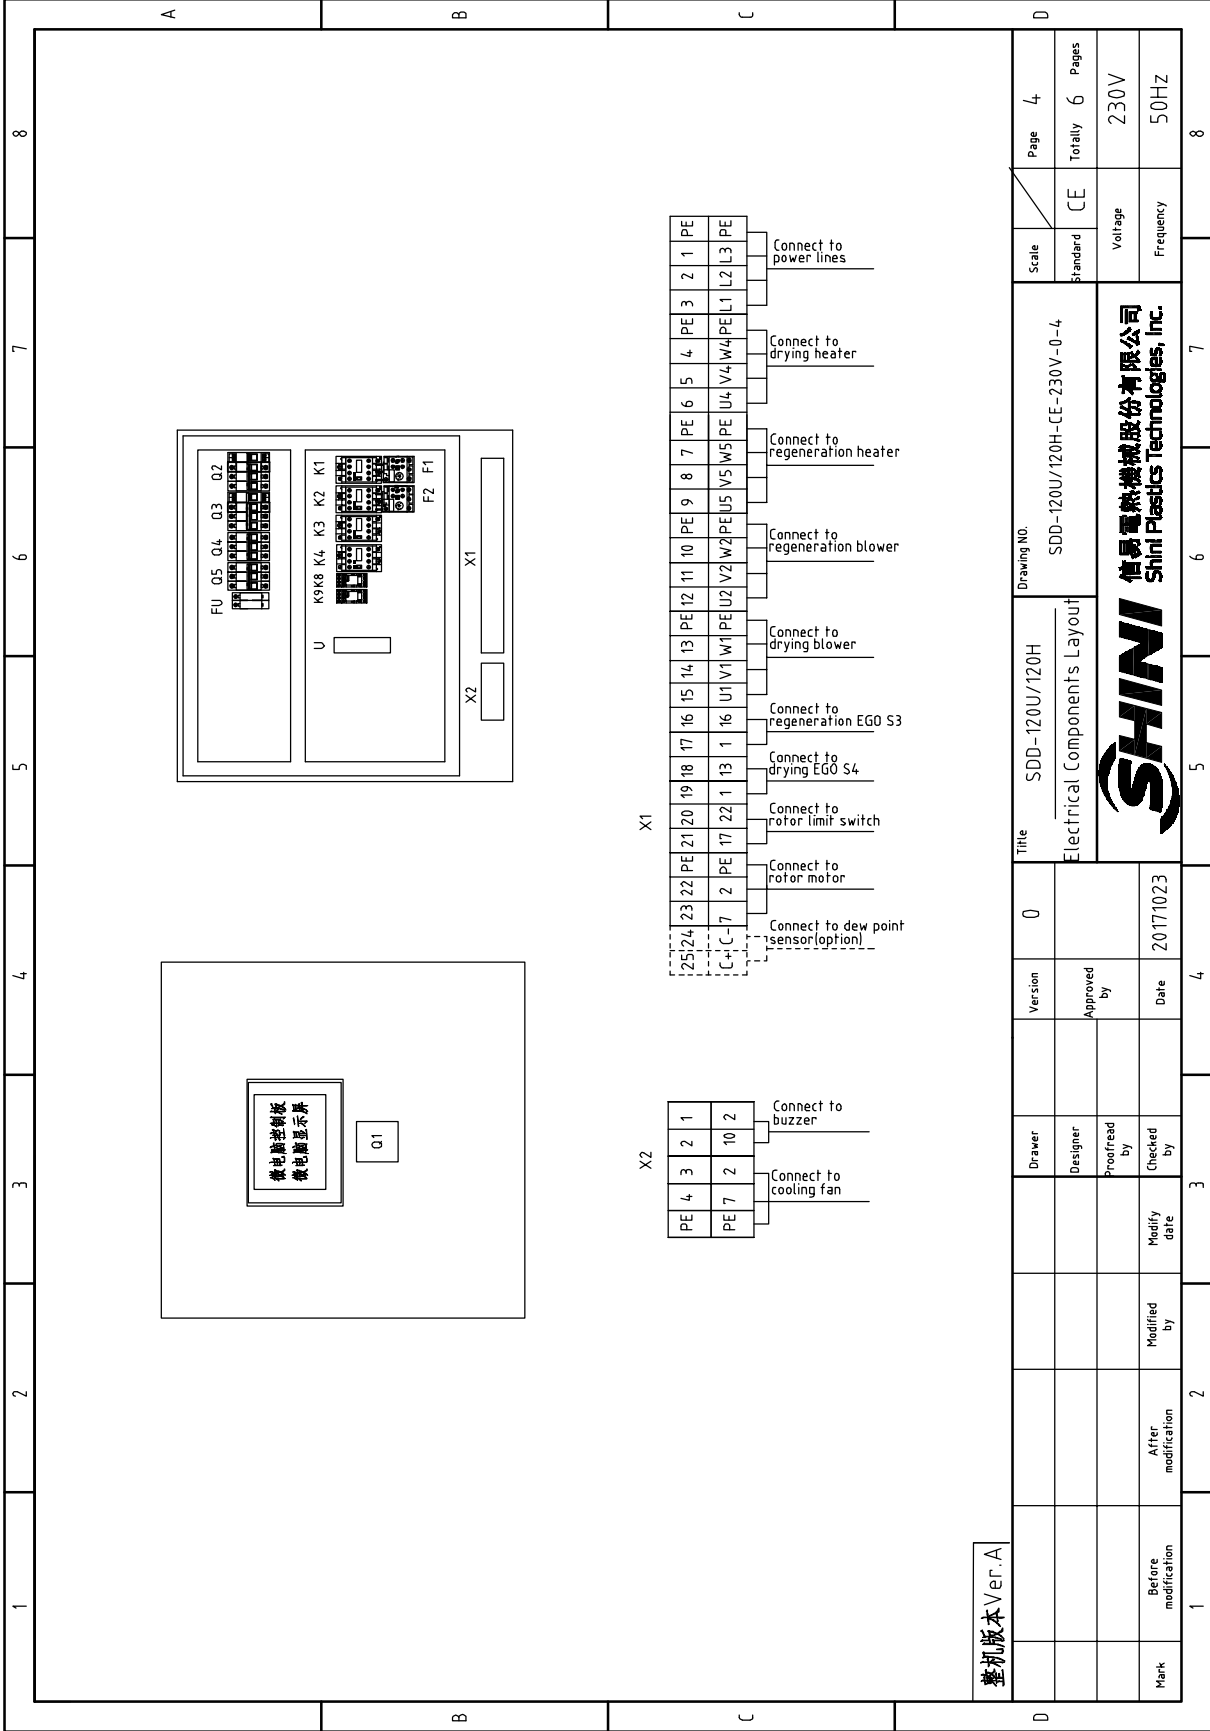 1 2 3 4 5 6 7 8
A
B
C
D
微电脑控制板
微电脑显示屏
Q1
FU Q5 Q4 Q3 Q2
U K9 K8 K4 K3 K2 K1
F2 F1
X2 X1
X2
PE 4 3 2 1
PE 7 2 10 2
Connect to
cooling fan
Connect to
buzzer
X1
25 24 23 22 PE 21 20 19 18 17 16 15 14 13 PE 12 11 10 PE 9 8 7 PE 6 5 4 PE 3 2 1 PE
C+ C- 7 2 PE 17 22 1 13 1 16 U1 V1 W1 PE U2 V2 W2 PE U5 V5 W5 PE U4 V4 W4 PE L1 L2 L3 PE
Connect to dew point
sensor(option)
Connect to
rotor motor
Connect to
rotor limit switch
Connect to
drying EGO S4
Connect to
regeneration EGO S3
Connect to
drying blower
Connect to
regeneration blower
Connect to
regeneration heater
Connect to
drying heater
Connect to
power lines
整机版本Ver.A
Mark
Before
modification
After
modification
Modified
by
Modify
date
Drawer
Designer
Proofread
by
Checked
by
Version 0
Approved
by
Date 20171023
Title
SDD-120U/120H
Electrical Components Layout
Drawing NO.
SDD-120U/120H-CE-230V-0-4
SHINI
信易電熱機械股份有限公司
Shini Plastics Technologies, Inc.
Scale
Page 4
Standard CE
Totally 6 Pages
Voltage 230V
Frequency 50HZ
B
C
D
1 2 3 4 5 6 7 8